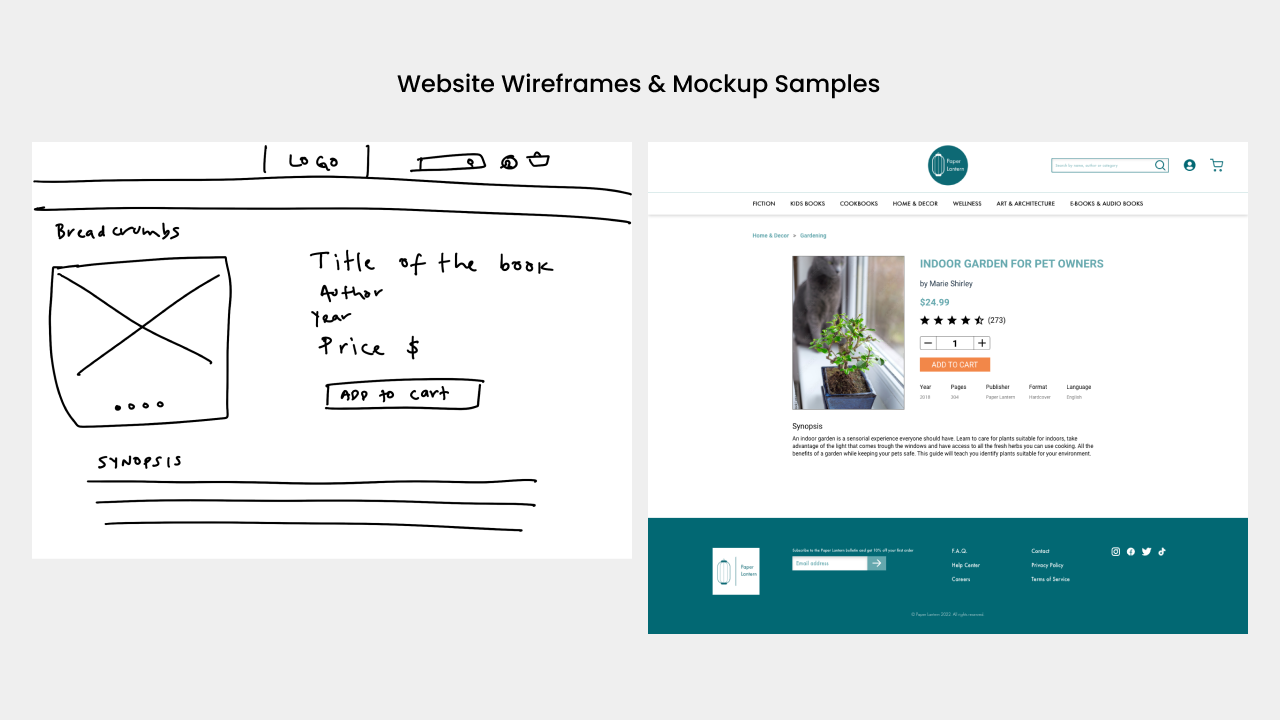 Website Wireframes & Mockup Samples
LOGO
Breadcrumbs
Title of the book
Author
Year
Price $
ADD to cart
SYNOPSIS
Paper
Lantern
Search by name, author or category
FICTION KIDS BOOKS COOKBOOKS HOME & DECOR WELLNESS ART & ARCHITECTURE E-BOOKS & AUDIO BOOKS
Home & Decor > Gardening
INDOOR GARDEN FOR PET OWNERS
by Marie Shirley
$24.99
(273)
1
ADD TO CART
Year Pages Publisher Format Language
2019 304 Paper Lantern Hardcover English
Synopsis
An indoor garden is a sensorial experience everyone should have. Learn to care for plants suitable for indoors, take
advantage of the light that comes trough the windows and have access to all the fresh herbs you can use cooking. All the
benefits of a garden while keeping your pets safe. This guide will teach you identify plants suitable for your environment.
Paper
Lantern
Subscribe to the Paper Lantern bulletin and get 10% off your first order
Email address
F.A.Q.
Help Center
Careers
Contact
Privacy Policy
Terms of Service
© Paper Lantern 2022. All rights reserved.